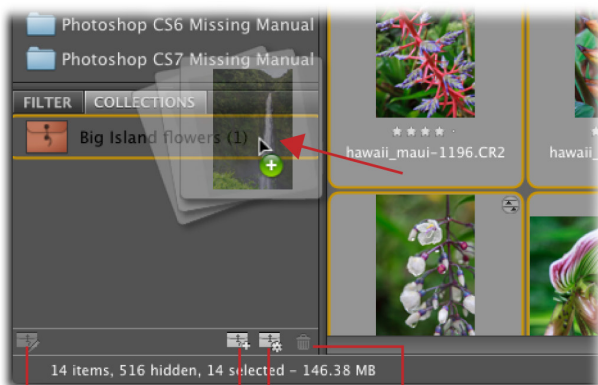 Photoshop CS6 Missing Manual
Photoshop CS7 Missing Manual
FILTER COLLECTIONS
Big Island flowers (1)
hawaii_maui-1196.CR2
hawaii_
14 items, 516 hidden, 14 selected – 146.38 MB